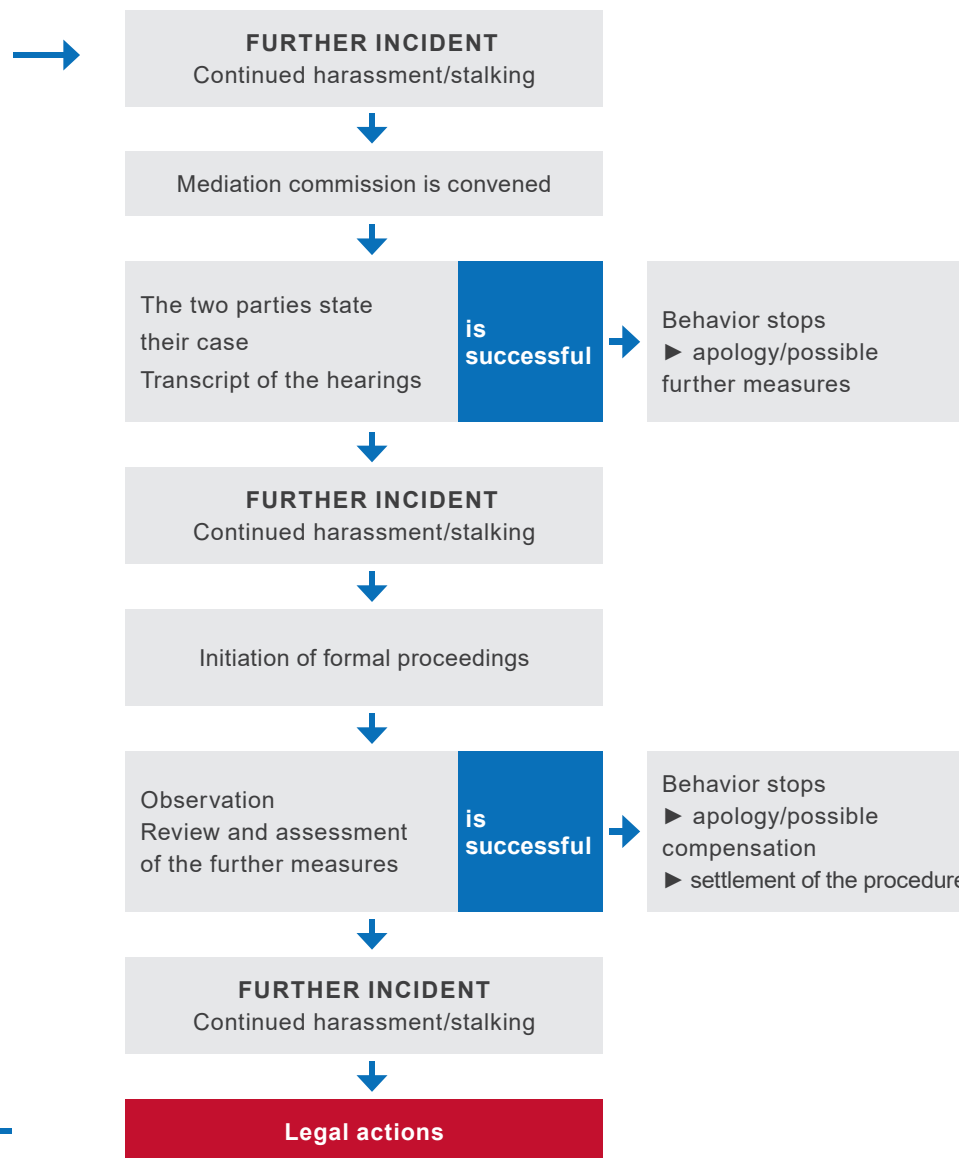 FURTHER INCIDENT
Continued harassment/stalking
Mediation commission is convened
The two parties state
their case
Transcript of the hearings
is
successful
Behavior stops
► apology/possible
further measures
FURTHER INCIDENT
Continued harassment/stalking
Initiation of formal proceedings
Observation
Review and assessment
of the further measures
is
successful
Behavior stops
► apology/possible
compensation
► settlement of the procedure
FURTHER INCIDENT
Continued harassment/stalking
Legal actions